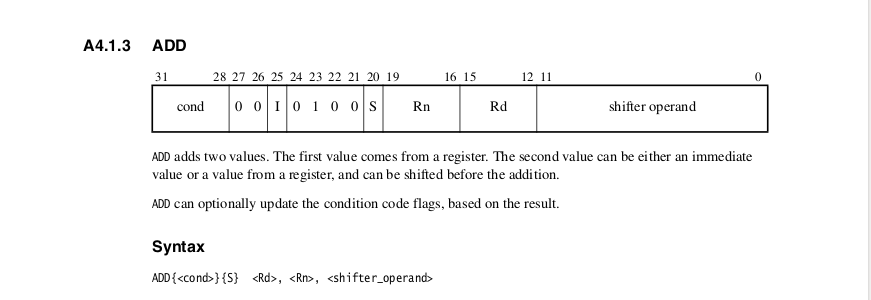 A4.1.3 ADD
31 28 27 26 25 24 23 22 21 20 19 16 15 12 11 0
cond 0 0 I 0 1 0 0 S Rn Rd shifter operand
ADD adds two values. The first value comes from a register. The second value can be either an immediate
value or a value from a register, and can be shifted before the addition.
ADD can optionally update the condition code flags, based on the result.
Syntax
ADD{<cond>}{S} <Rd>, <Rn>, <shifter_operand>